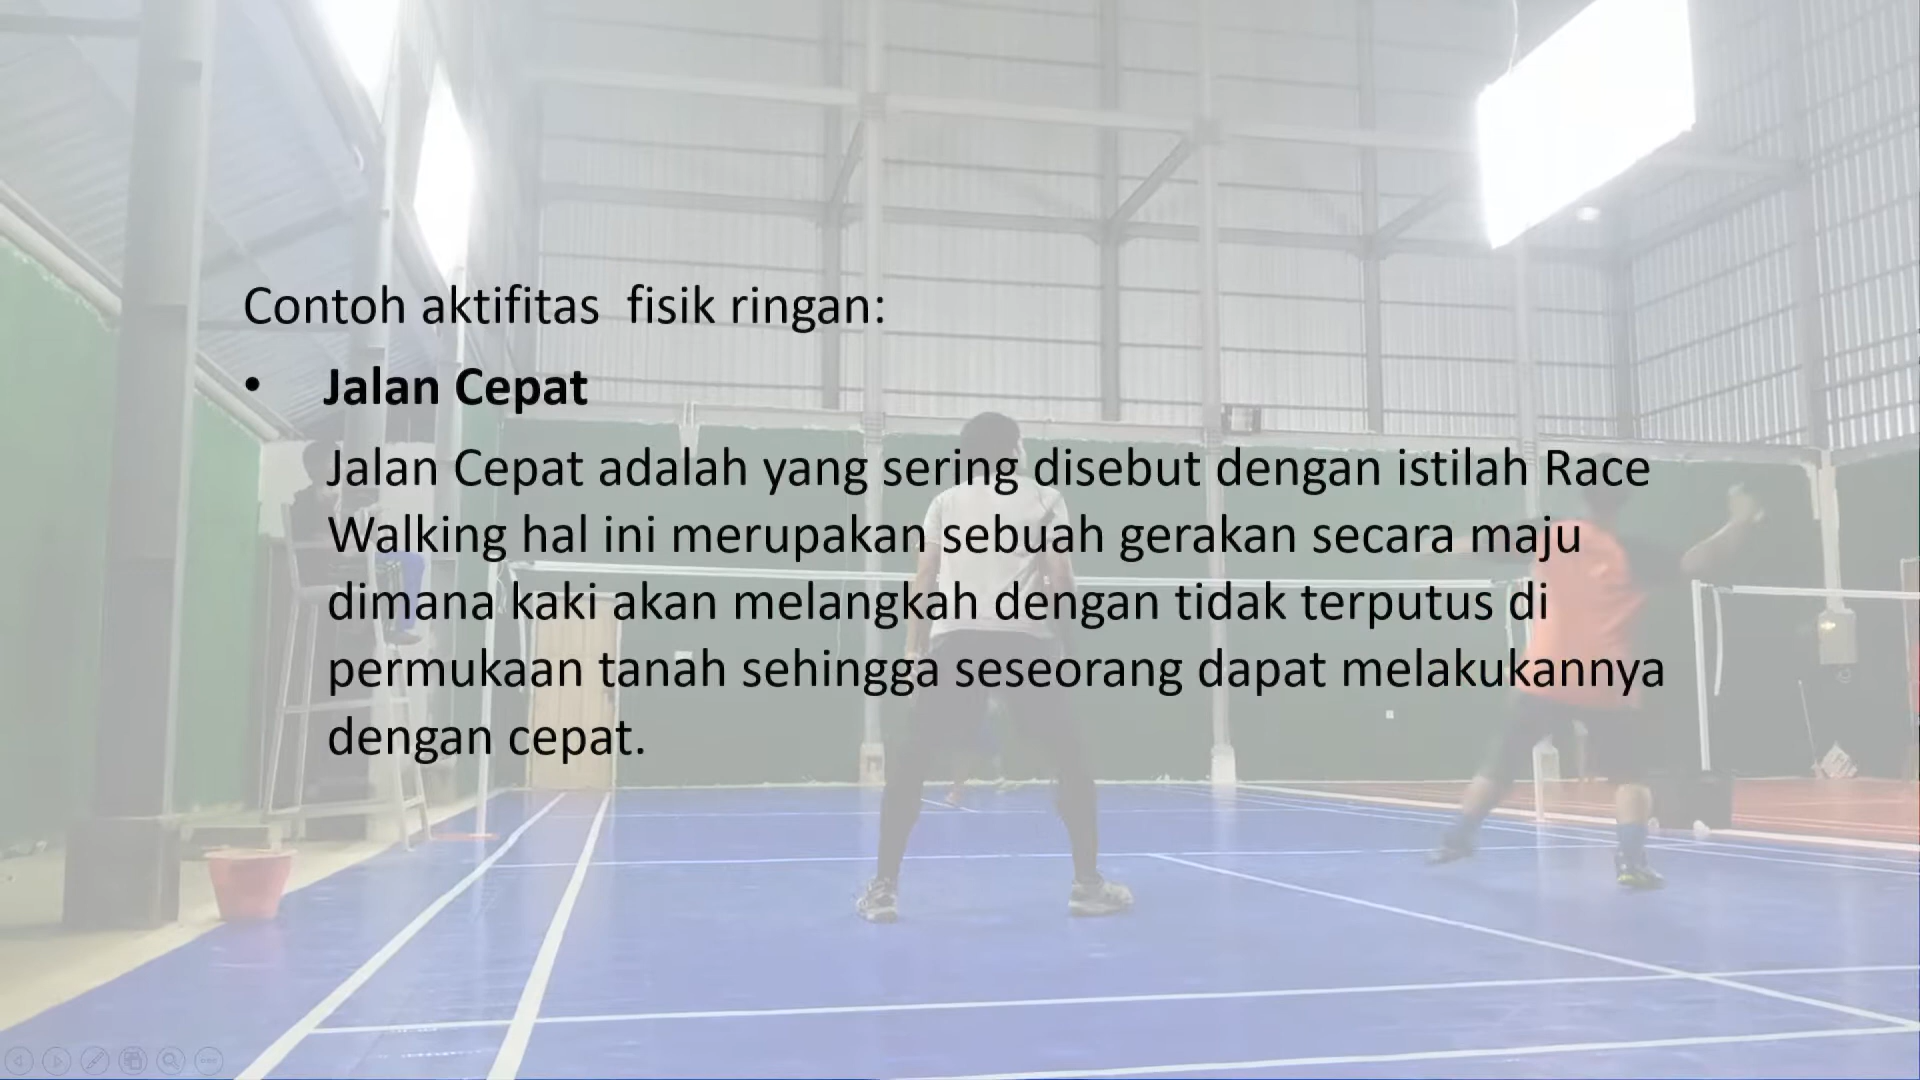 Contoh aktifitas  fisik ringan:
• Jalan Cepat
Jalan Cepat adalah yang sering disebut dengan istilah Race
Walking hal ini merupakan sebuah gerakan secara maju
dimana kaki akan melangkah dengan tidak terputus di
permukaan tanah sehingga seseorang dapat melakukannya
dengan cepat.